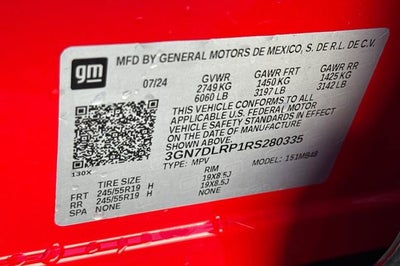 gm
MFD BY GENERAL MOTORS DE MEXICO, S. DE R.L. DE C.V.
07/24 GVWR GAWR FRT GAWR RR
2749 KG 1450 KG 1425 KG
6060 LB 3197 LB 3142 LB
THIS VEHICLE CONFORMS TO ALL
APPLICABLE U.S. FEDERAL MOTOR
VEHICLE SAFETY STANDARDS IN EFFECT
ON THE DATE OF MANUFACTURE
SHOWN ABOVE.
3GN7DLRP1RS280335
130X TYPE: MPV MODEL: 151MB48
TIRE SIZE RIM
FRT 245/55R19 H 19X8.5J
RR 245/55R19 H 19X8.5J
SPA NONE NONE